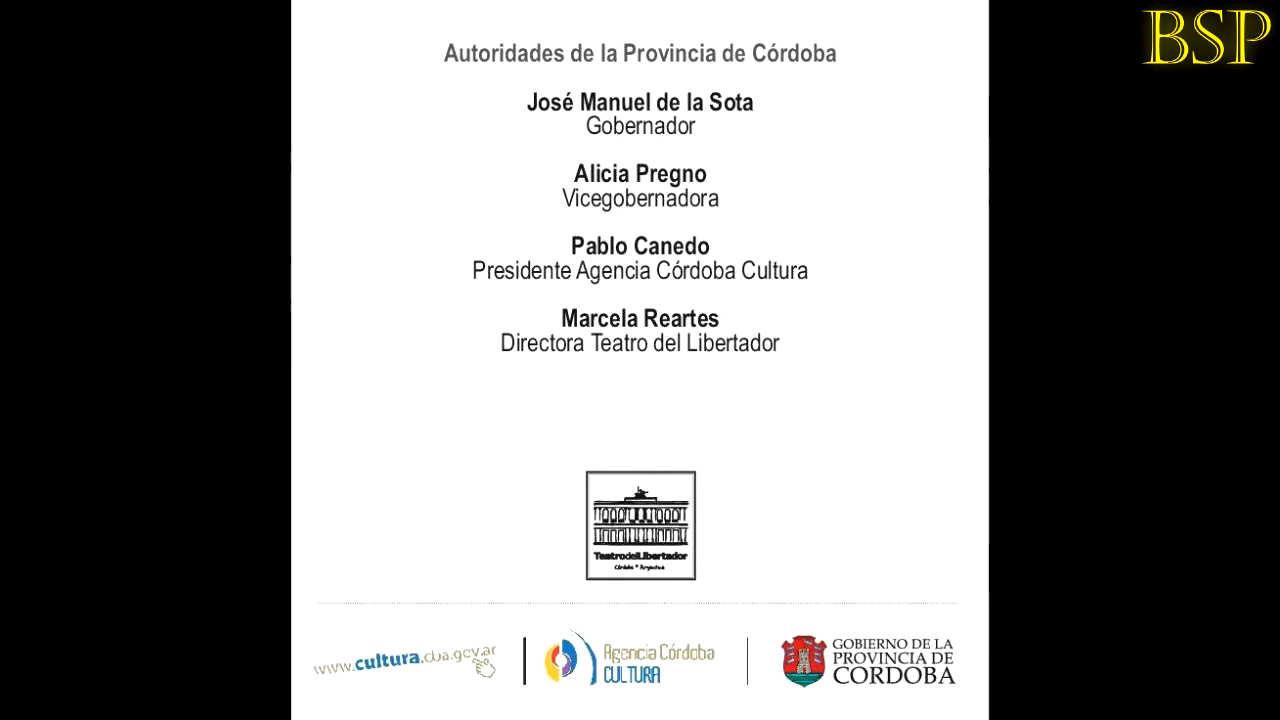 BSP
Autoridades de la Provincia de Córdoba
José Manuel de la Sota
Gobernador
Alicia Pregno
Vicegobernadora
Pablo Canedo
Presidente Agencia Córdoba Cultura
Marcela Reartes
Directora Teatro del Libertador
TeatrodelLibertador
Córdoba * Argentina
www.cultura.cba.gov.ar
Agencia Córdoba
CULTURA
GOBIERNO DE LA
PROVINCIA DE
CORDOBA